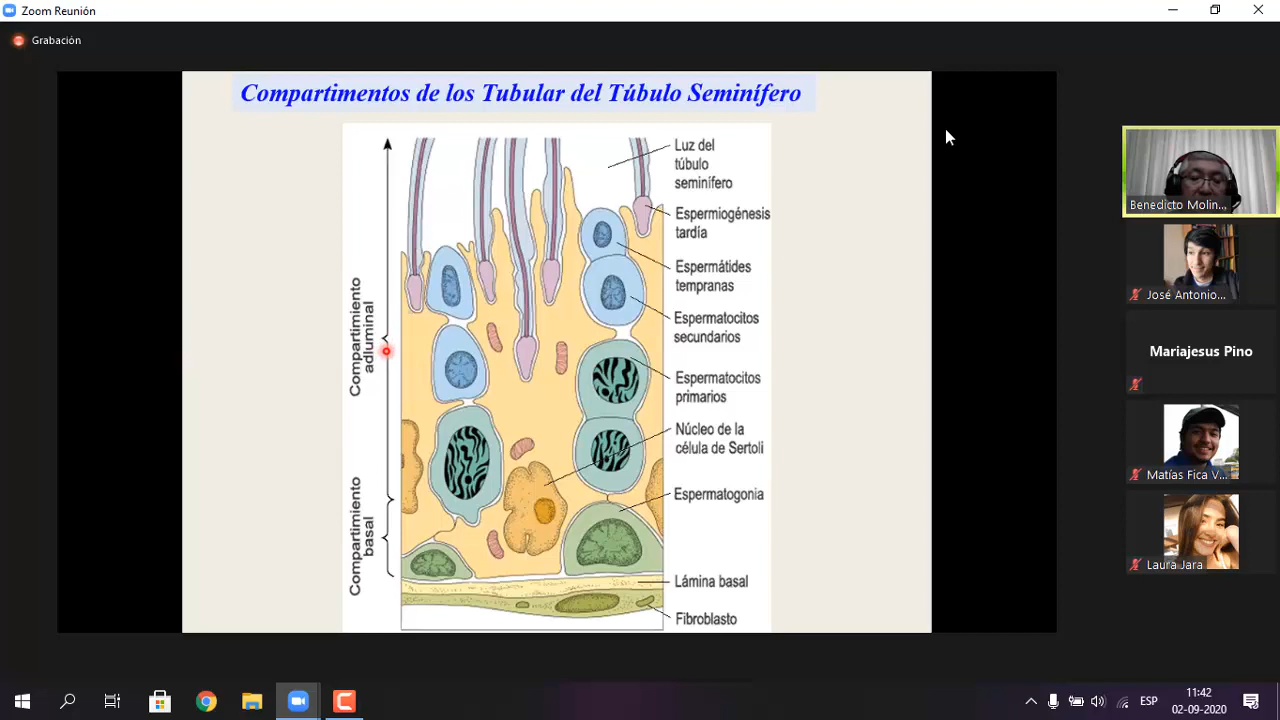 Zoom Reunión
Grabación
Compartimentos de los Tubular del Túbulo Seminífero
Luz del
túbulo
seminífero
Espermiogénesis
tardía
Espermátides
tempranas
Espermatocitos
secundarios
Espermatocitos
primarios
Núcleo de la
célula de Sertoli
Espermatogonia
Lámina basal
Fibroblasto
Compartimiento
adluminal
Compartimiento
basal
Benedicto Molin...
José Antonio...
Mariajesus Pino
Matías Fica V...
Laura Jara
ESP
11:42
02-09-2020